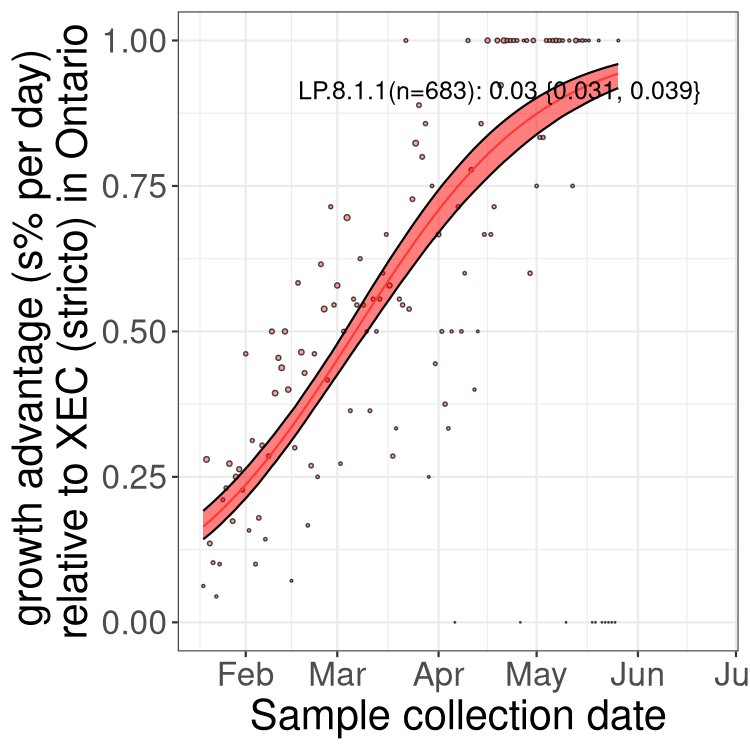 growth advantage (s% per day)
relative to XEC (stricto) in Ontario
1.00
0.75
0.50
0.25
0.00
LP.8.1.1(n=683): 0.03 {0.031, 0.039}
Feb Mar Apr May Jun Ju
Sample collection date